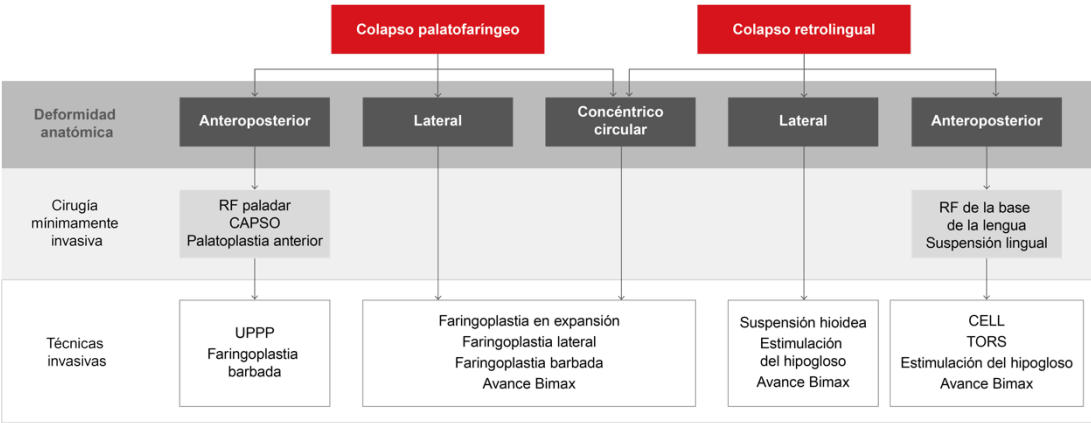 Colapso palatofaríngeo
Colapso retrolingual
Deformidad
anatómica
Anteroposterior
Lateral
Concéntrico
circular
Lateral
Anteroposterior
Cirugía
mínimamente
invasiva
RF paladar
CAPSO
Palatoplastia anterior
RF de la base
de la lengua
Suspensión lingual
Técnicas
invasivas
UPPP
Faringoplastia
barbada
Faringoplastia en expansión
Faringoplastia lateral
Faringoplastia barbada
Avance Bimax
Suspensión hioidea
Estimulación
del hipogloso
Avance Bimax
CELL
TORS
Estimulación del hipogloso
Avance Bimax